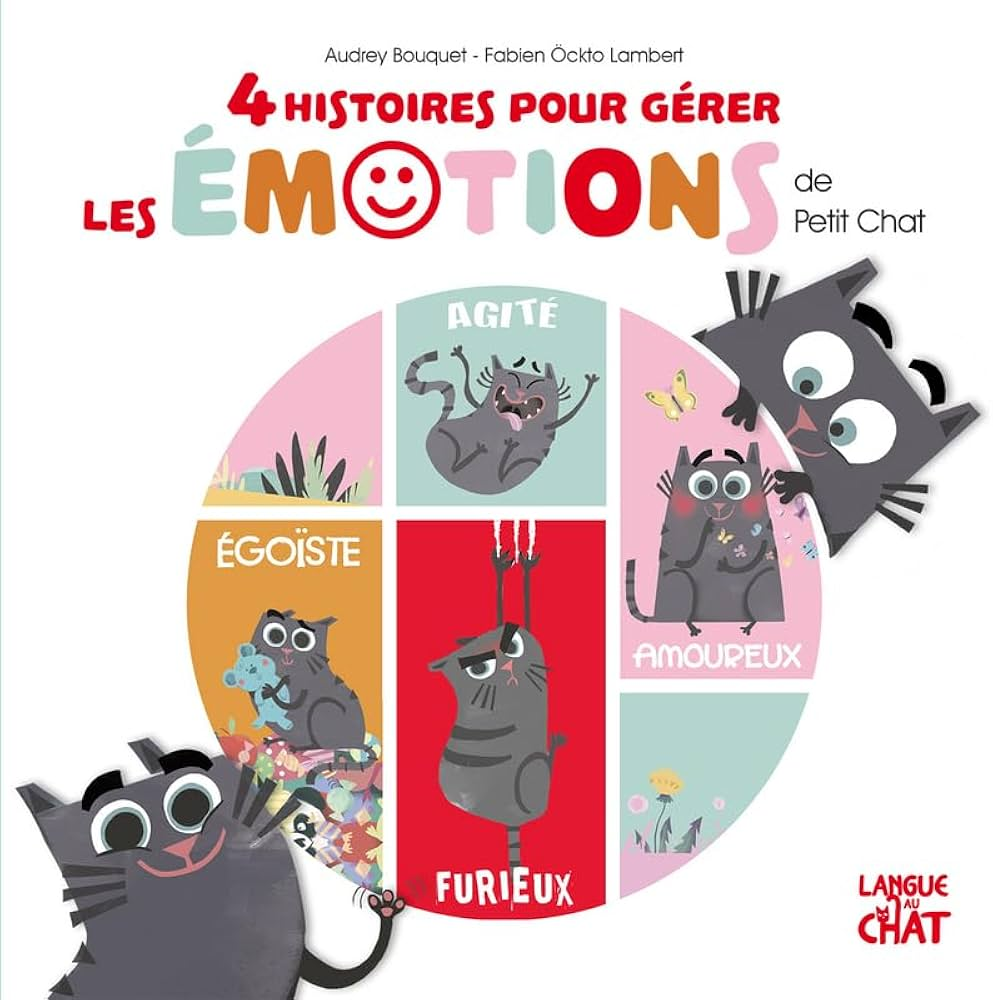 Audrey Bouquet - Fabien Öckto Lambert
4 HISTOIRES POUR GÉRER
LES ÉMOTIONS de
Petit Chat
AGITÉ
ÉGOÏSTE
AMOUREUX
FURIEUX
LANGUE
AU
CHAT